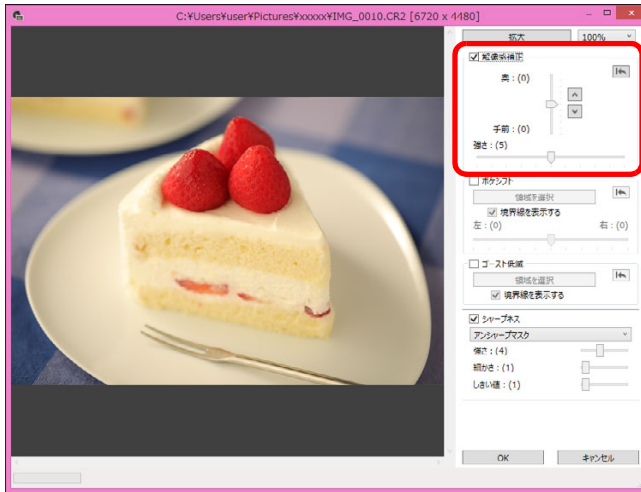 C:¥Users¥user¥Pictures¥xxxxx¥IMG_0010.CR2 [6720 x 4480]
拡大 100%
解像感補正
奥：(0)
手前：(0)
強さ：(5)
ボケシフト
領域を選択
境界線を表示する
左：(0) 右：(0)
ゴースト低減
領域を選択
境界線を表示する
シャープネス
アンシャープマスク
強さ：(4)
細かさ：(1)
しきい値：(1)
OK キャンセル